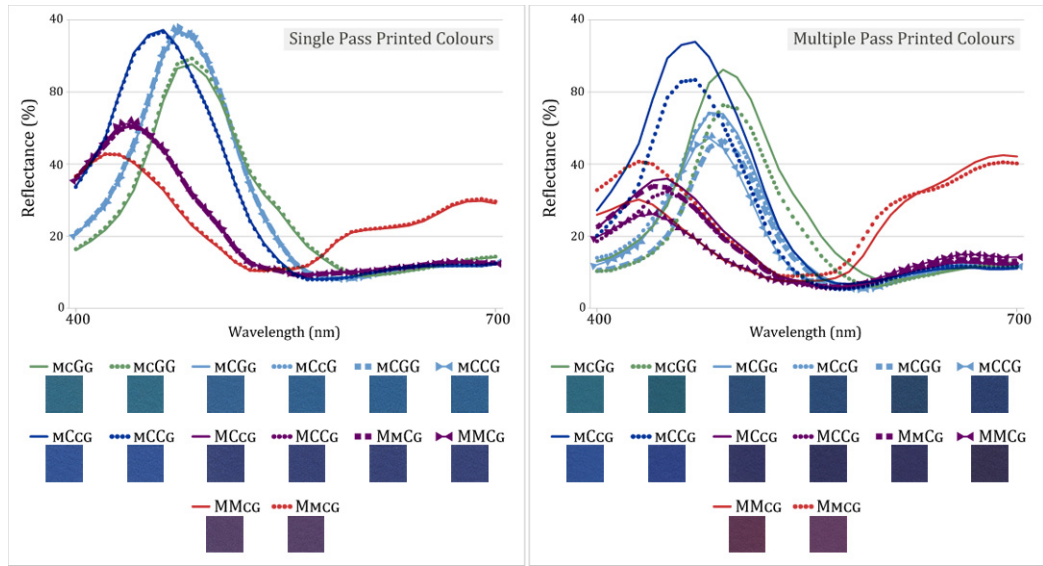 Single Pass Printed Colours
Reflectance (%)
40
80
40
20
0
400
700
Wavelength (nm)
MCGG MCGG MCGG MCCG MCGG MCCG
MCCG MCCG MCCG MCCG MMCG MMCG
MMCG MMCG
Multiple Pass Printed Colours
Reflectance (%)
40
80
40
20
0
400
700
Wavelength (nm)
MCGG MCGG MCGG MCCG MCGG MCCG
MCCG MCCG MCCG MCCG MMCG MMCG
MMCG MMCG